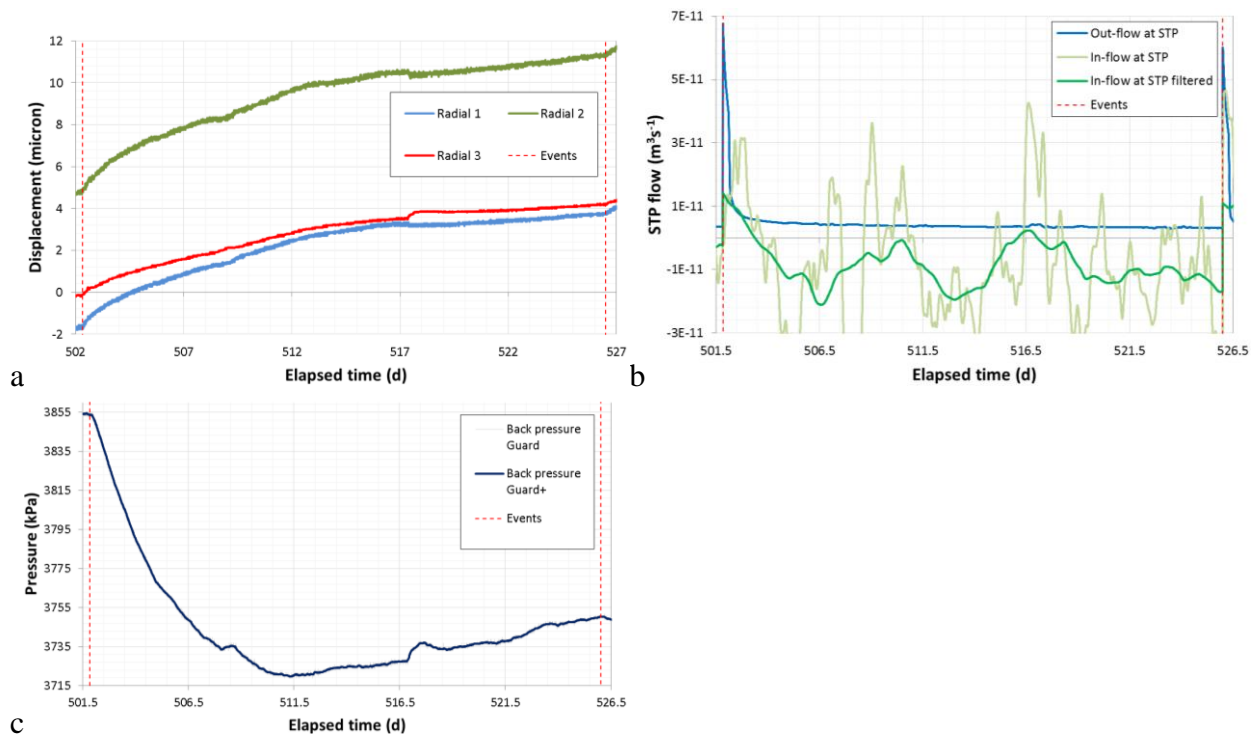 12
10
8
6
4
2
0
-2
Displacement (micron)
Radial 1
Radial 2
Radial 3
Events
502
507
512
517
522
527
Elapsed time (d)
a
7E-11
5E-11
3E-11
1E-11
-1E-11
-3E-11
STP flow (m³s⁻¹)
Out-flow at STP
In-flow at STP
In-flow at STP filtered
Events
501.5
506.5
511.5
516.5
521.5
526.5
Elapsed time (d)
b
3855
3835
3815
3795
3775
3755
3735
3715
Pressure (kPa)
Back pressure
Guard
Back pressure
Guard+
Events
501.5
506.5
511.5
516.5
521.5
526.5
Elapsed time (d)
c